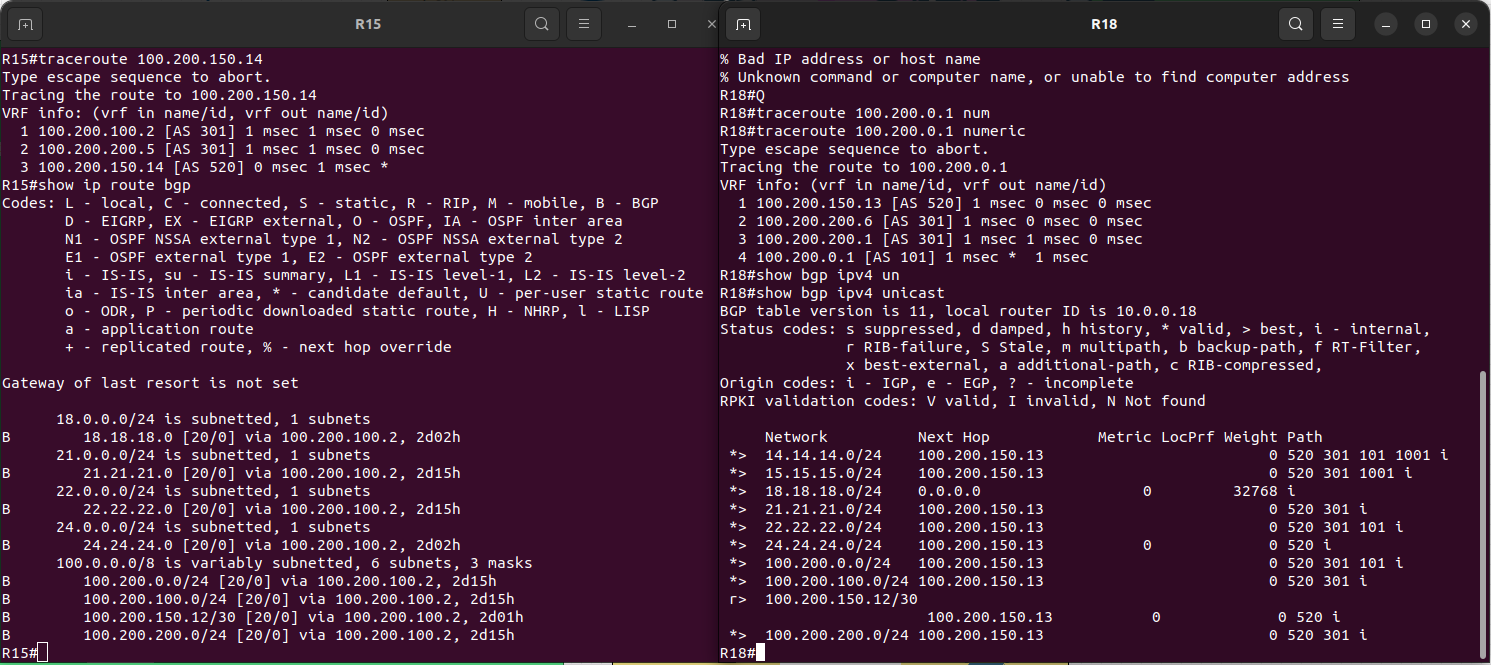 R15
R15#traceroute 100.200.150.14
Type escape sequence to abort.
Tracing the route to 100.200.150.14
VRF info: (vrf in name/id, vrf out name/id)
  1 100.200.100.2 [AS 301] 1 msec 1 msec 0 msec
  2 100.200.200.5 [AS 301] 1 msec 1 msec 0 msec
  3 100.200.150.14 [AS 520] 0 msec 1 msec *
R15#show ip route bgp
Codes: L - local, C - connected, S - static, R - RIP, M - mobile, B - BGP
       D - EIGRP, EX - EIGRP external, O - OSPF, IA - OSPF inter area
       N1 - OSPF NSSA external type 1, N2 - OSPF NSSA external type 2
       E1 - OSPF external type 1, E2 - OSPF external type 2
       i - IS-IS, su - IS-IS summary, L1 - IS-IS level-1, L2 - IS-IS level-2
       ia - IS-IS inter area, * - candidate default, U - per-user static route
       o - ODR, P - periodic downloaded static route, H - NHRP, l - LISP
       a - application route
       + - replicated route, % - next hop override
Gateway of last resort is not set
      18.0.0.0/24 is subnetted, 1 subnets
B        18.18.18.0 [20/0] via 100.200.100.2, 2d02h
      21.0.0.0/24 is subnetted, 1 subnets
B        21.21.21.0 [20/0] via 100.200.100.2, 2d15h
      22.0.0.0/24 is subnetted, 1 subnets
B        22.22.22.0 [20/0] via 100.200.100.2, 2d15h
      24.0.0.0/24 is subnetted, 1 subnets
B        24.24.24.0 [20/0] via 100.200.100.2, 2d02h
      100.0.0.0/8 is variably subnetted, 6 subnets, 3 masks
B        100.200.0.0/24 [20/0] via 100.200.100.2, 2d15h
B        100.200.100.0/24 [20/0] via 100.200.100.2, 2d15h
B        100.200.150.12/30 [20/0] via 100.200.100.2, 2d01h
B        100.200.200.0/24 [20/0] via 100.200.100.2, 2d15h
R15#
R18
% Bad IP address or host name
% Unknown command or computer name, or unable to find computer address
R18#Q
R18#traceroute 100.200.0.1 num
R18#traceroute 100.200.0.1 numeric
Type escape sequence to abort.
Tracing the route to 100.200.0.1
VRF info: (vrf in name/id, vrf out name/id)
  1 100.200.150.13 [AS 520] 1 msec 0 msec 0 msec
  2 100.200.200.6 [AS 301] 1 msec 0 msec 0 msec
  3 100.200.200.1 [AS 301] 1 msec 1 msec 0 msec
  4 100.200.0.1 [AS 101] 1 msec *  1 msec
R18#show bgp ipv4 un
R18#show bgp ipv4 unicast
BGP table version is 11, local router ID is 10.0.0.18
Status codes: s suppressed, d damped, h history, * valid, > best, i - internal,
              r RIB-failure, S Stale, m multipath, b backup-path, f RT-Filter,
              x best-external, a additional-path, c RIB-compressed,
Origin codes: i - IGP, e - EGP, ? - incomplete
RPKI validation codes: V valid, I invalid, N Not found
     Network          Next Hop            Metric LocPrf Weight Path
 *>  14.14.14.0/24    100.200.150.13                         0 520 301 101 1001 i
 *>  15.15.15.0/24    100.200.150.13                         0 520 301 1001 i
 *>  18.18.18.0/24    0.0.0.0                  0         32768 i
 *>  21.21.21.0/24    100.200.150.13                         0 520 301 i
 *>  22.22.22.0/24    100.200.150.13                         0 520 301 101 i
 *>  24.24.24.0/24    100.200.150.13           0             0 520 i
 *>  100.200.0.0/24   100.200.150.13                         0 520 301 101 i
 *>  100.200.100.0/24 100.200.150.13                         0 520 301 i
 r>  100.200.150.12/30
                       100.200.150.13           0             0 520 i
 *>  100.200.200.0/24 100.200.150.13                         0 520 301 i
R18#